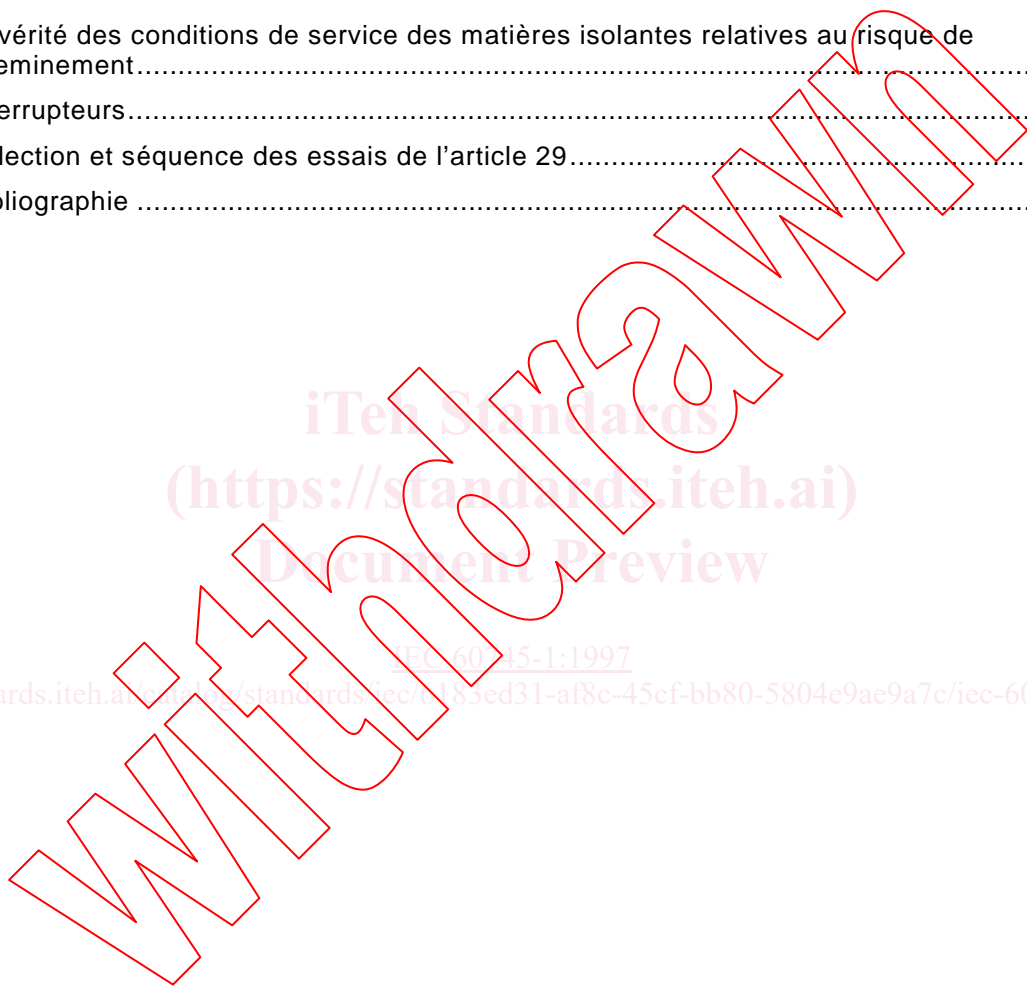 vérité des conditions de service des matières isolantes relatives au risque de
eminement
errupteurs
lection et séquence des essais de l'article 29
oliographie
iTeh Standards
(https://standards.iteh.ai)
Document Preview
IEC 60745-1:1997
ards.iteh.ai/catalog/standards/iec/6183ed31-af8c-45cf-bb80-5804e9ae9a7c/iec-60
withdrawn